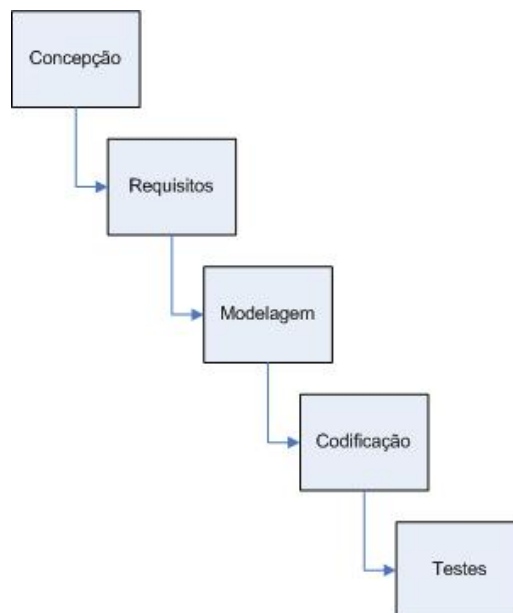 Concepção
Requisitos
Modelagem
Codificação
Testes